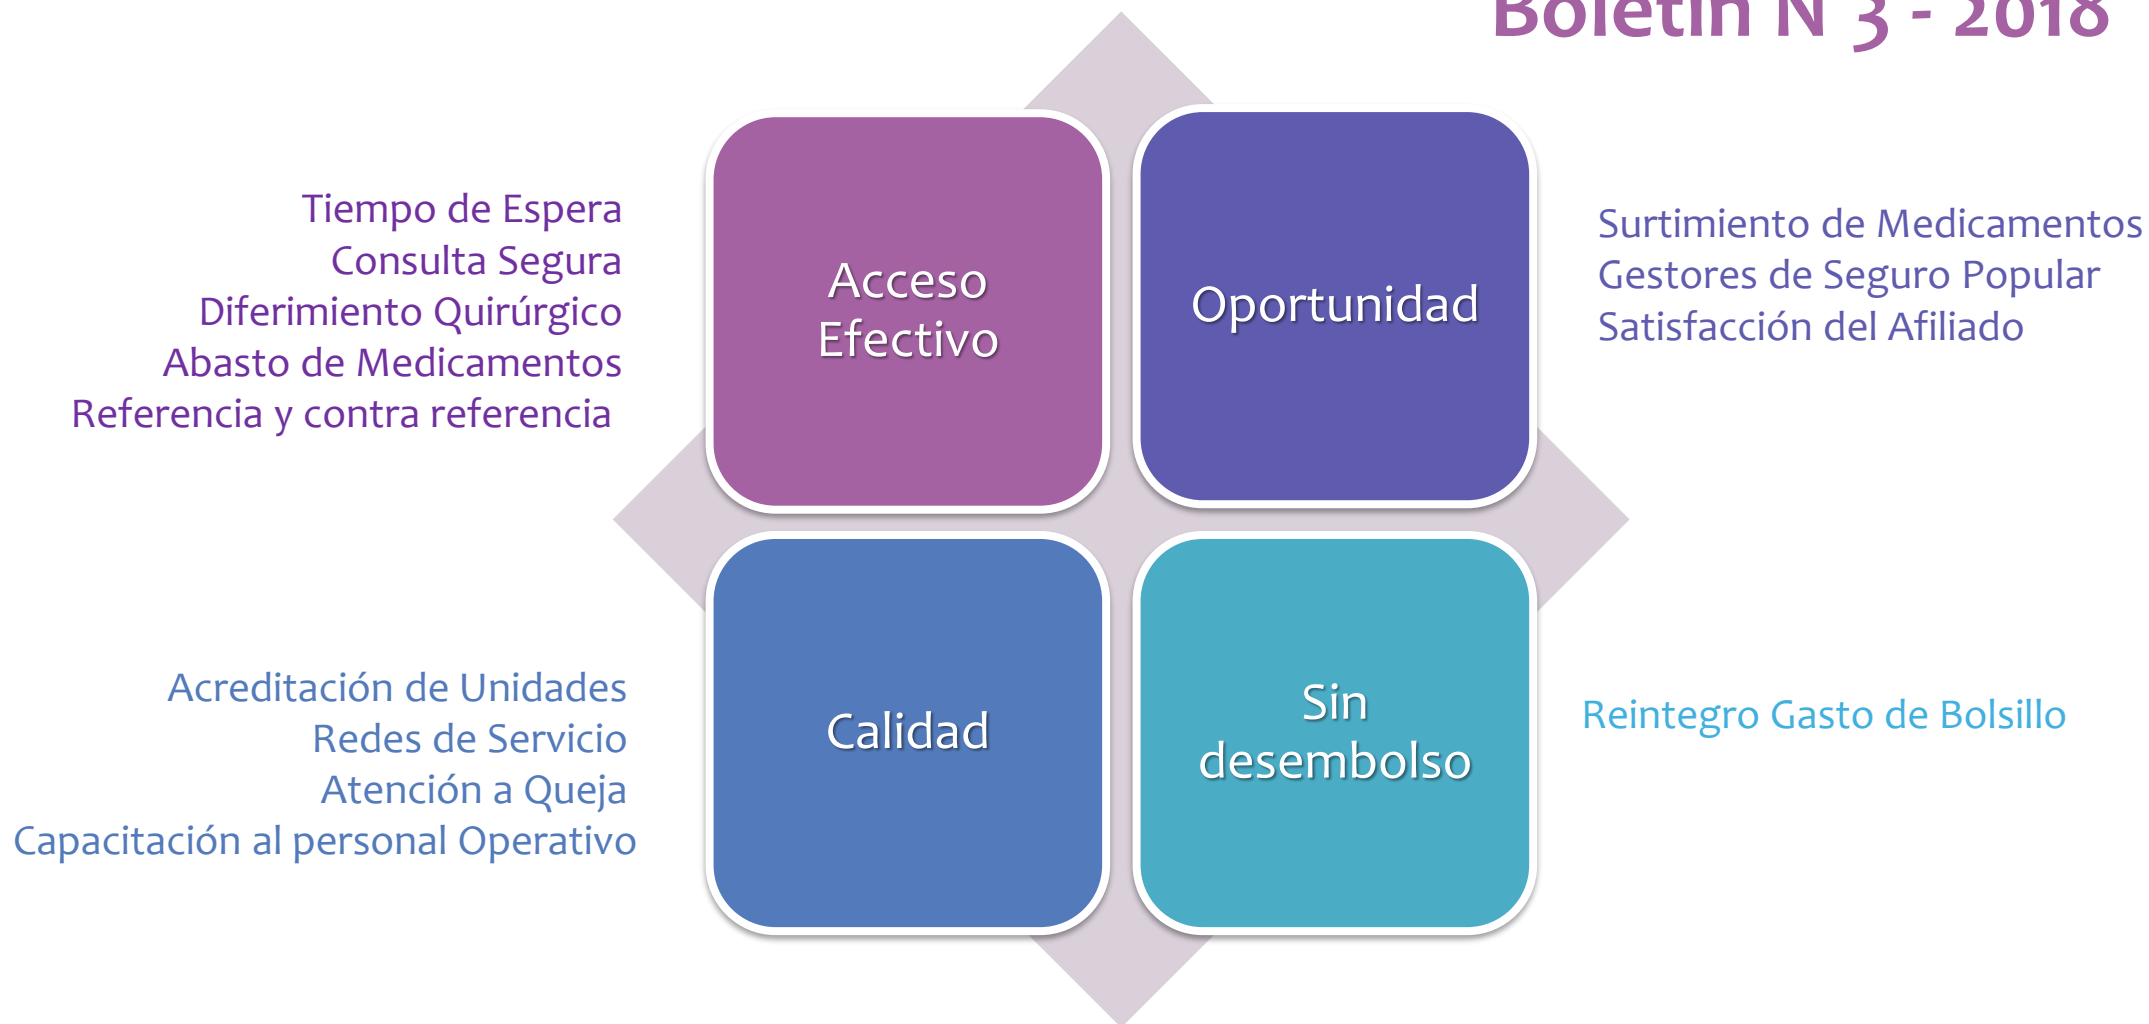 Boletín N 3 - 2018
Tiempo de Espera
Consulta Segura
Diferimiento Quirúrgico
Abasto de Medicamentos
Referencia y contra referencia
Acceso
Efectivo
Oportunidad
Surtimiento de Medicamentos
Gestores de Seguro Popular
Satisfacción del Afiliado
Acreditación de Unidades
Redes de Servicio
Atención a Queja
Capacitación al personal Operativo
Calidad
Sin
desembolso
Reintegro Gasto de Bolsillo